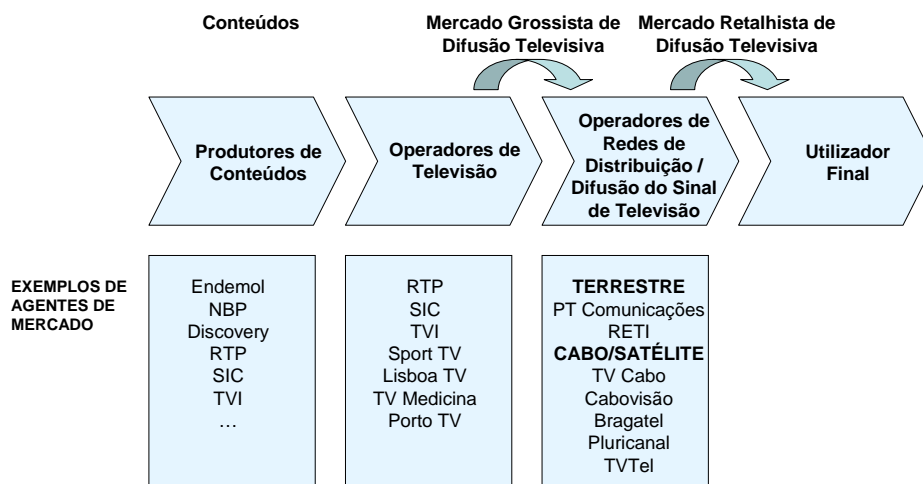 Conteúdos
Mercado Grossista de
Difusão Televisiva
Mercado Retalhista de
Difusão Televisiva
Produtores de
Conteúdos
Operadores de
Televisão
Operadores de
Redes de
Distribuição /
Difusão do Sinal
de Televisão
Utilizador
Final
EXEMPLOS DE
AGENTES DE
MERCADO
Endemol
NBP
Discovery
RTP
SIC
TVI
…
RTP
SIC
TVI
Sport TV
Lisboa TV
TV Medicina
Porto TV
TERRESTRE
PT Comunicações
RETI
CABO/SATÉLITE
TV Cabo
Cabovisão
Bragatel
Pluricanal
TVTel